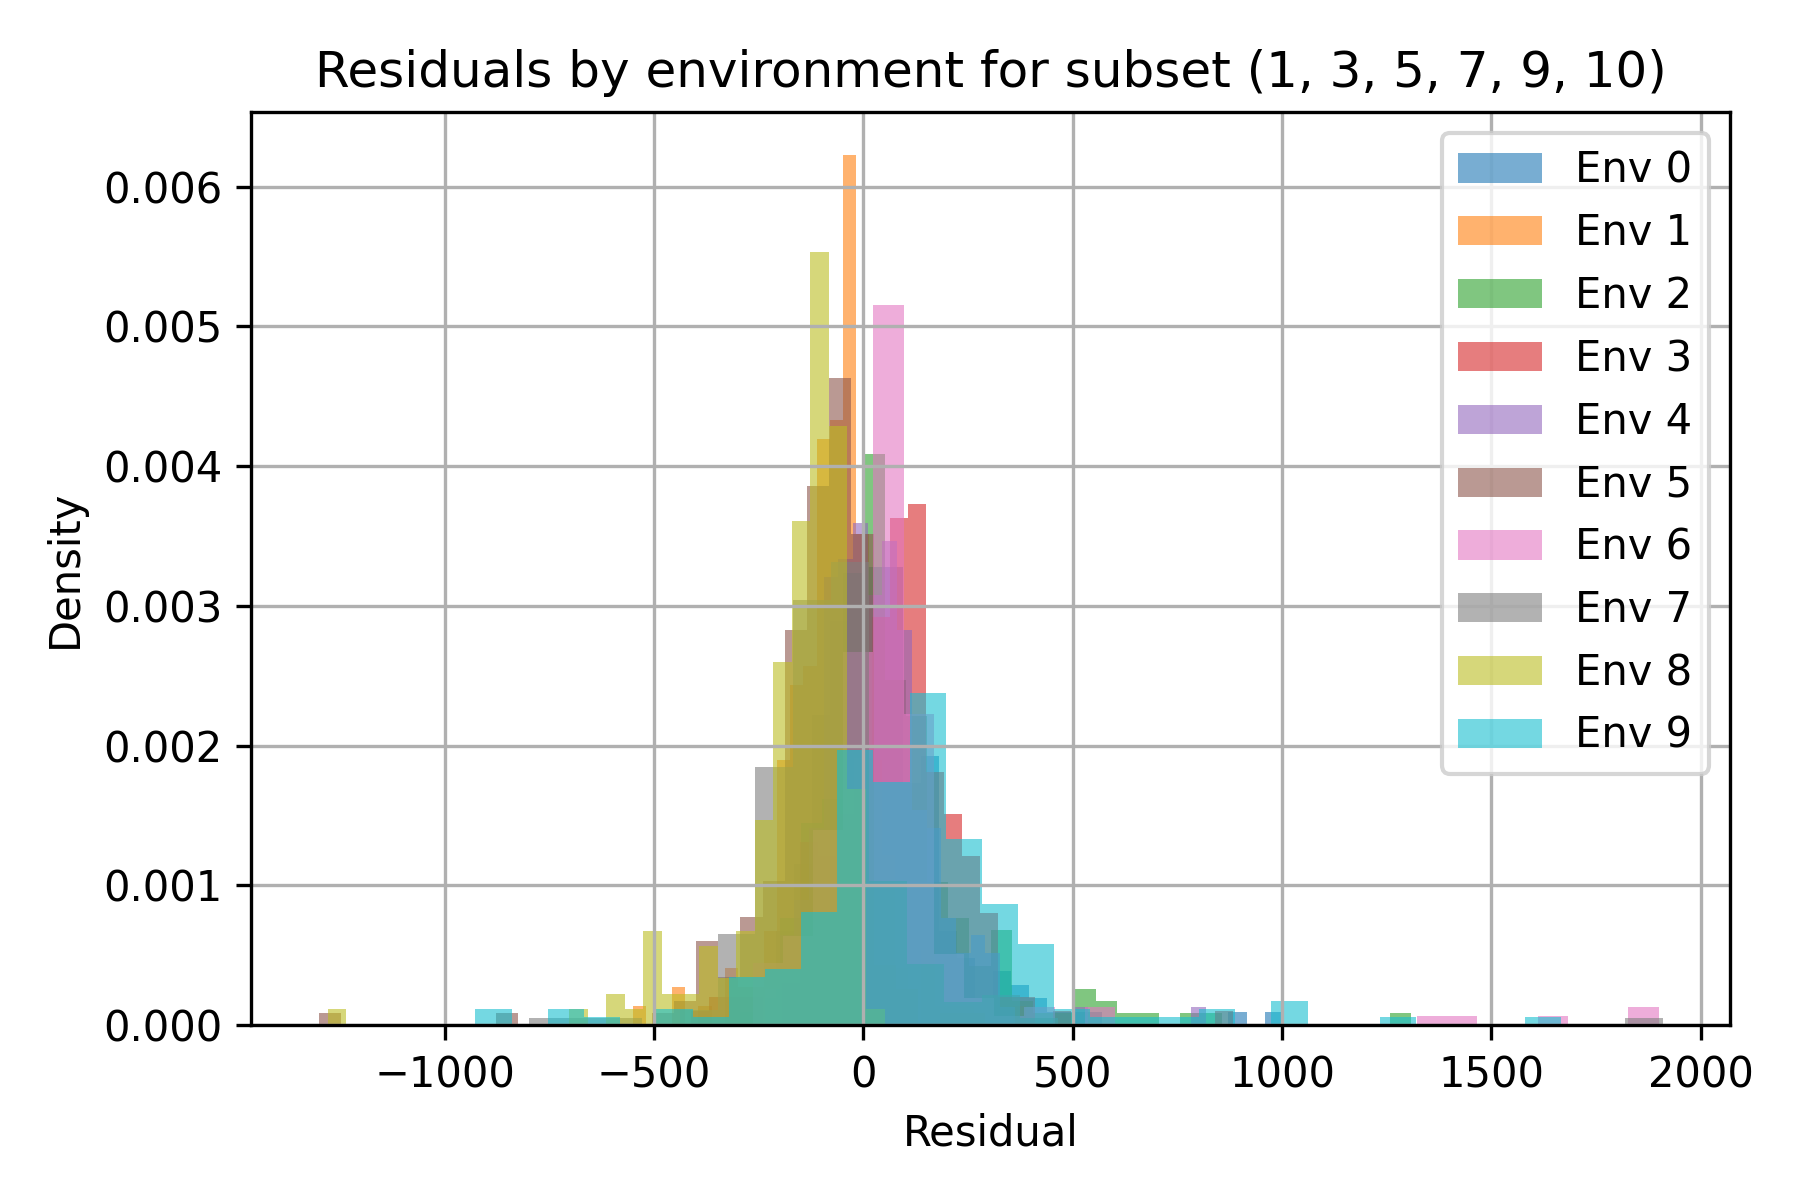 Residuals by environment for subset (1, 3, 5, 7, 9, 10)
Density
0.006
0.005
0.004
0.003
0.002
0.001
0.000
−1000
−500
0
500
1000
1500
2000
Residual
Env 0
Env 1
Env 2
Env 3
Env 4
Env 5
Env 6
Env 7
Env 8
Env 9